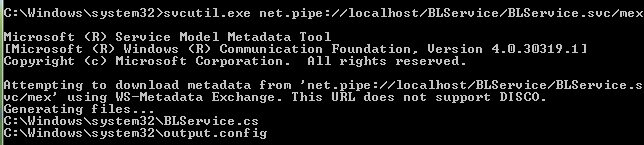 C:\Windows\system32>svcutil.exe net.pipe://localhost/BLService/BLService.svc/mex
Microsoft (R) Service Model Metadata Tool
[Microsoft (R) Windows (R) Communication Foundation, Version 4.0.30319.1]
Copyright (c) Microsoft Corporation.  All rights reserved.
Attempting to download metadata from 'net.pipe://localhost/BLService/BLService.s
vc/mex' using WS-Metadata Exchange. This URL does not support DISCO.
Generating files...
C:\Windows\system32\BLService.cs
C:\Windows\system32\output.config